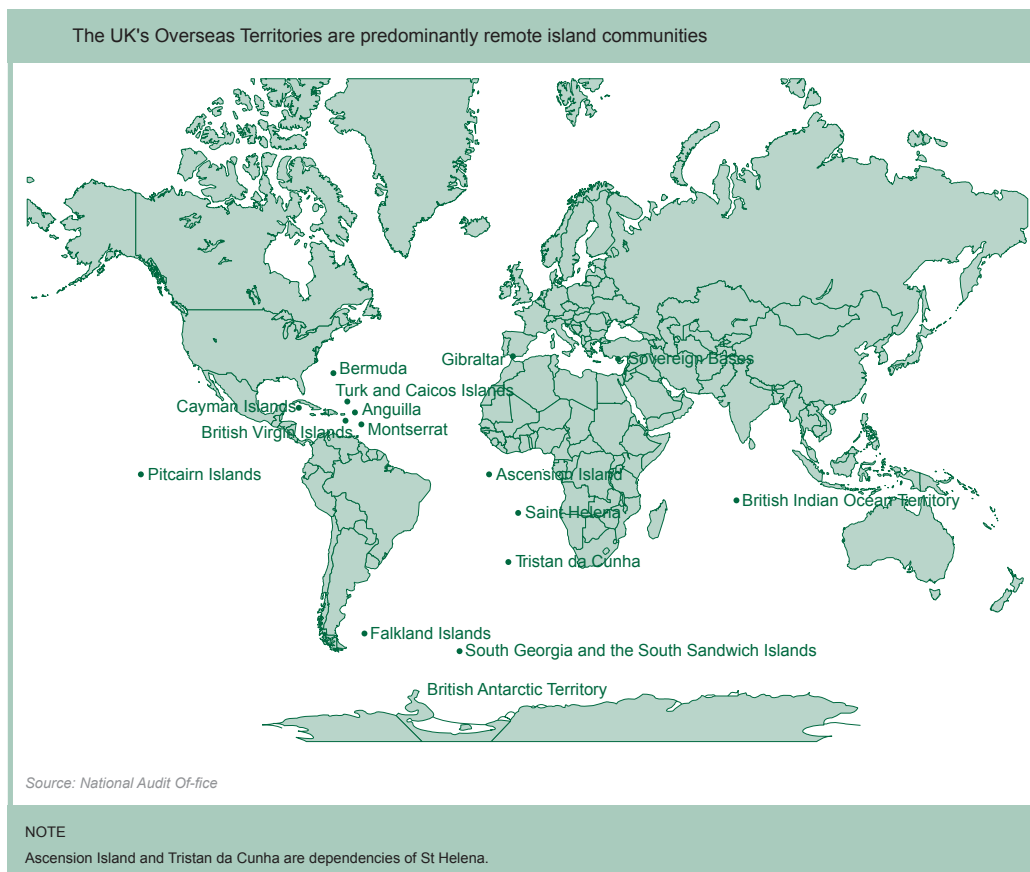 The UK's Overseas Territories are predominantly remote island communities
Gibraltar
Sovereign Bases
Bermuda
Turk and Caicos Islands
Cayman Islands
Anguilla
British Virgin Islands
Montserrat
Pitcairn Islands
Ascension Island
British Indian Ocean Territory
Saint Helena
Tristan da Cunha
Falkland Islands
South Georgia and the South Sandwich Islands
British Antarctic Territory
Source: National Audit Of-fice
NOTE
Ascension Island and Tristan da Cunha are dependencies of St Helena.